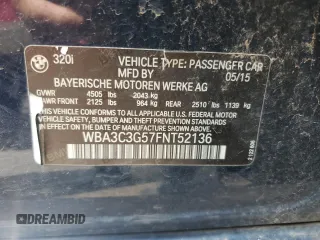 320i VEHICLE TYPE: PASSENGER CAR
MFD BY 05/15
BAYERISCHE MOTOREN WERKE AG
GVWR 4505 lbs 2043 kg
GAWR FRONT 2125 lbs 964 kg REAR 2510 lbs 1139 kg
THIS VEHICLE CONFORMS TO ALL APPLICABLE U.S. FEDERAL MOTOR
VEHICLE SAFETY, BUMPER, AND THEFT PREVENTION STANDARDS
IN EFFECT ON THE DATE OF MANUFACTURE SHOWN ABOVE.
WBA3C3G57FNT52136
DREAMBID
DREAMBID.COM